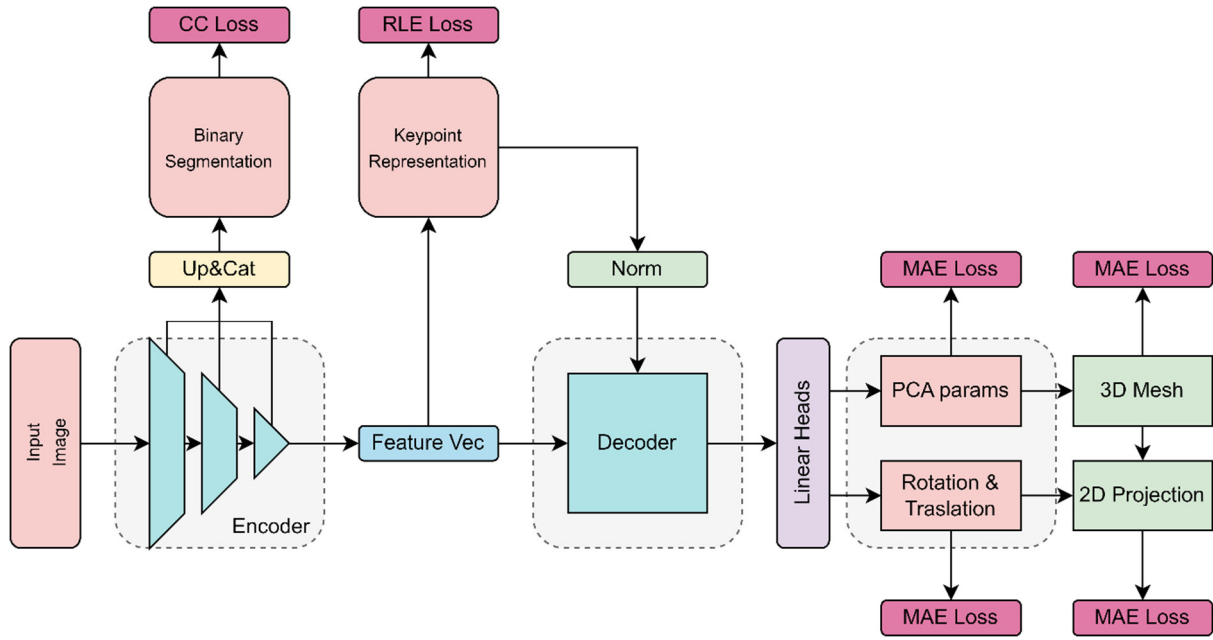 CC Loss
RLE Loss
Binary
Segmentation
Keypoint
Representation
Up&Cat
Norm
MAE Loss
MAE Loss
Input
Image
Encoder
Feature Vec
Decoder
Linear Heads
PCA params
3D Mesh
Rotation &
Traslation
2D Projection
MAE Loss
MAE Loss